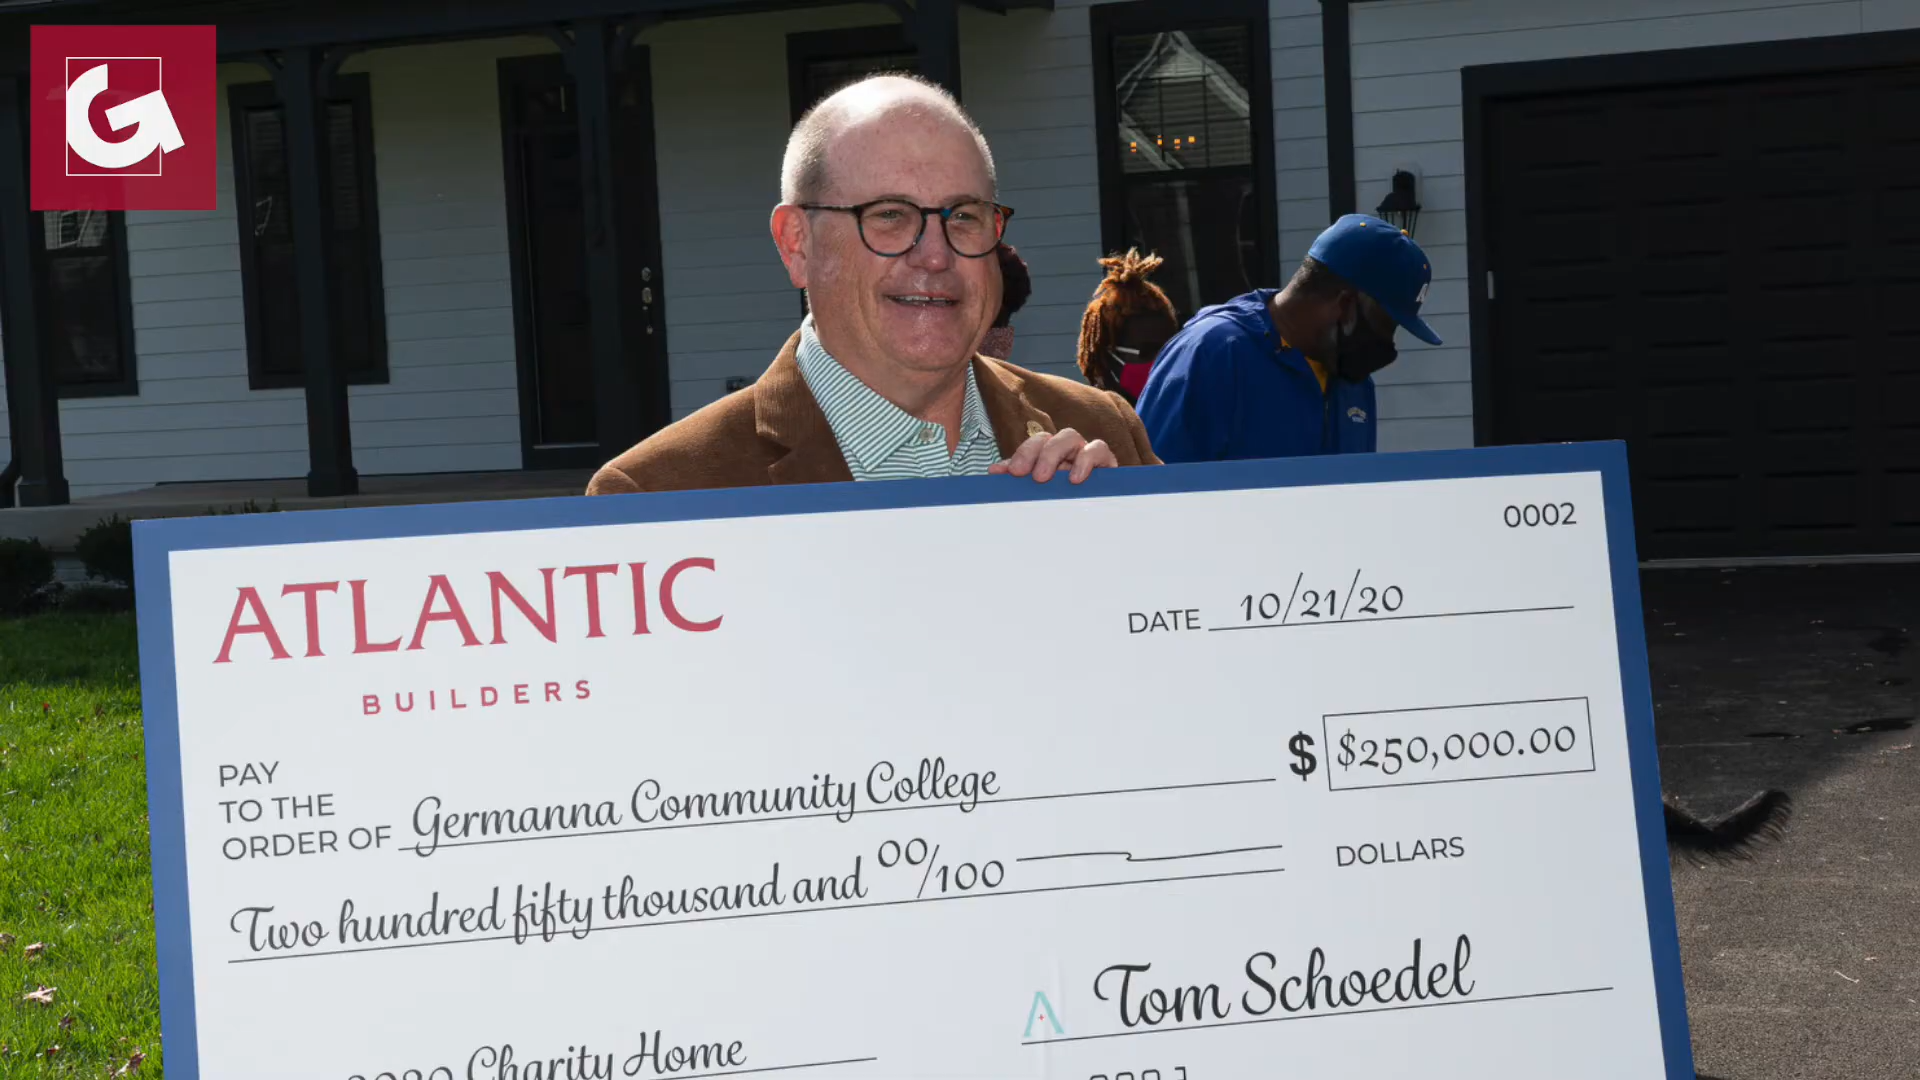 G
0002
ATLANTIC
BUILDERS
DATE 10/21/20
PAY
TO THE
ORDER OF Germanna Community College
$ $250,000.00
Two hundred fifty thousand and 00/100
DOLLARS
Tom Schoedel
2020 Charity Home